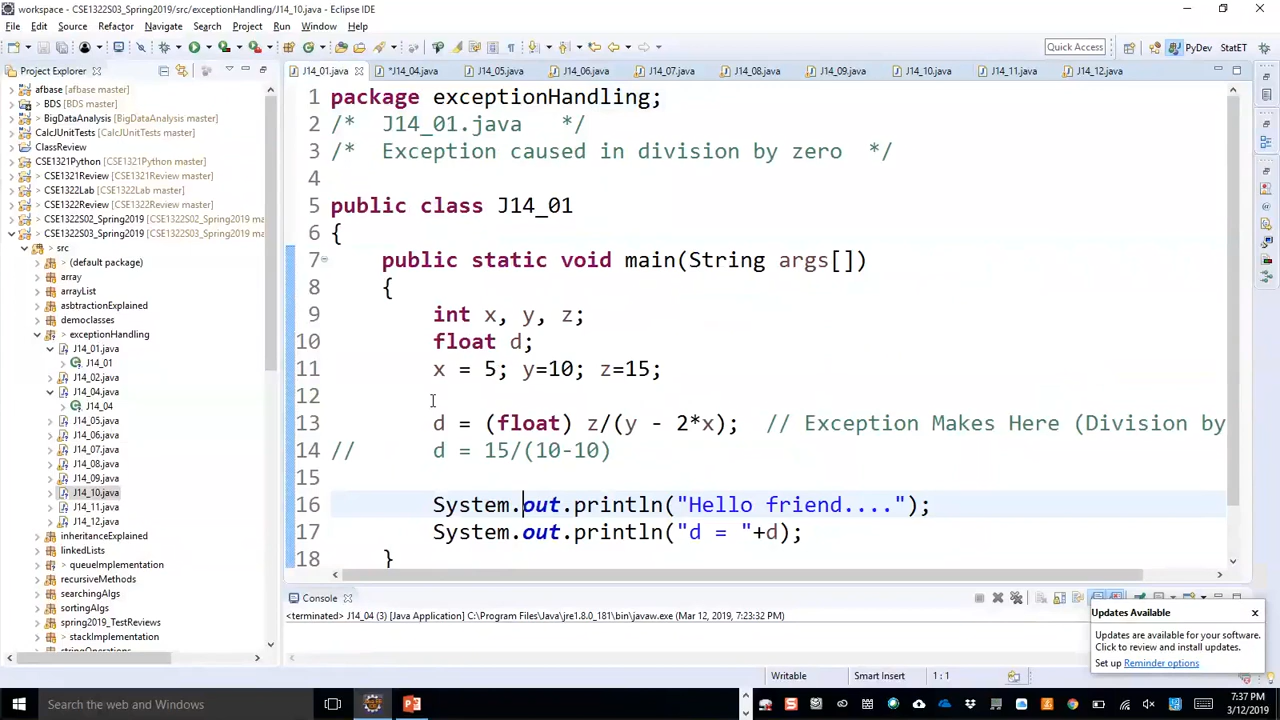 workspace - CSE1322S03_Spring2019/src/exceptionHandling/J14_10.java - Eclipse IDE
File Edit Source Refactor Navigate Search Project Run Window Help
Quick Access PyDev StatET
Project Explorer
J14_01.java *J14_04.java J14_05.java J14_06.java J14_07.java J14_08.java J14_09.java J14_10.java J14_11.java J14_12.java
afbase (afbase master)
> BDS (BDS master)
> BigDataAnalysis (BigDataAnalysis master)
CalcJUnitTests (CalcJUnitTests master)
ClassReview
CSE1321Python (CSE1321Python master)
> CSE1321Review (CSE1321Review master)
> CSE1322Lab (CSE1322Lab master)
> CSE1322Review (CSE1322Review master)
> CSE1322S02_Spring2019 (CSE1322S02_Spring2019 ma...
> CSE1322S03_Spring2019 (CSE1322S03_Spring2019 ma...
> src
> (default package)
array
arrayList
asbtractionExplained
democlasses
> exceptionHandling
J14_01.java
J14_01
J14_02.java
J14_04.java
J14_04
J14_05.java
J14_06.java
J14_07.java
J14_08.java
J14_09.java
J14_10.java
J14_11.java
J14_12.java
inheritanceExplained
linkedLists
> queueImplementation
recursiveMethods
searchingAlgs
sortingAlgs
spring2019_TestReviews
> stackImplementation
stringOperations
1 package exceptionHandling;
2 /* J14_01.java */
3 /* Exception caused in division by zero */
4
5 public class J14_01
6 {
7 public static void main(String args[])
8 {
9 int x, y, z;
10 float d;
11 x = 5; y=10; z=15;
12
13 d = (float) z/(y - 2*x); // Exception Makes Here (Division by
14 // d = 15/(10-10)
15
16 System.out.println("Hello friend....");
17 System.out.println("d = "+d);
18 }
Console
<terminated> J14_04 (3) [Java Application] C:\Program Files\Java\jre1.8.0_181\bin\javaw.exe (Mar 12, 2019, 7:23:32 PM)
Updates Available
Updates are available for your software.
Click to review and install updates.
Set up Reminder options
Writable Smart Insert 1 : 1
Search the web and Windows
7:37 PM
3/12/2019